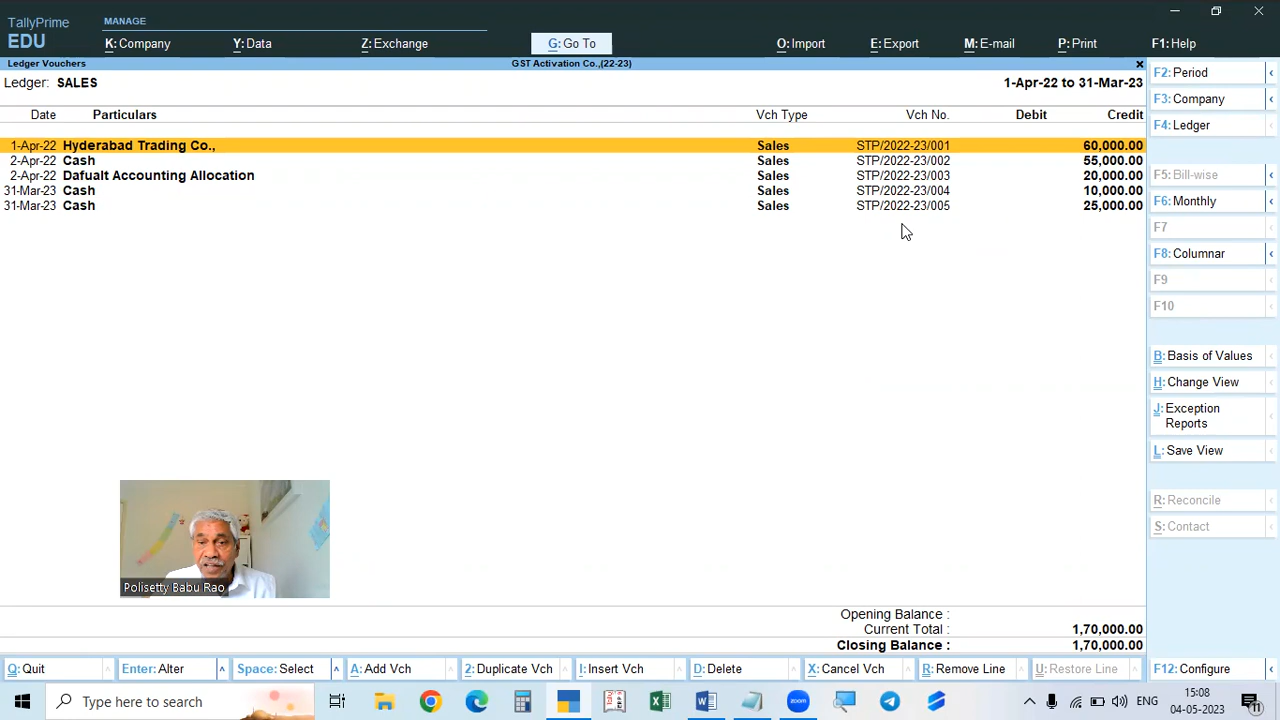 TallyPrime
EDU
MANAGE
K: Company Y: Data Z: Exchange G: Go To O: Import E: Export M: E-mail P: Print F1: Help
Ledger Vouchers GST Activation Co.,(22-23)
Ledger: SALES 1-Apr-22 to 31-Mar-23
Date Particulars Vch Type Vch No. Debit Credit
1-Apr-22 Hyderabad Trading Co., Sales STP/2022-23/001 60,000.00
2-Apr-22 Cash Sales STP/2022-23/002 55,000.00
2-Apr-22 Dafualt Accounting Allocation Sales STP/2022-23/003 20,000.00
31-Mar-23 Cash Sales STP/2022-23/004 10,000.00
31-Mar-23 Cash Sales STP/2022-23/005 25,000.00
F2: Period
F3: Company
F4: Ledger
F5: Bill-wise
F6: Monthly
F7
F8: Columnar
F9
F10
B: Basis of Values
H: Change View
J: Exception
Reports
L: Save View
R: Reconcile
S: Contact
Polisetty Babu Rao
Opening Balance :
Current Total : 1,70,000.00
Closing Balance : 1,70,000.00
Q: Quit Enter: Alter Space: Select A: Add Vch 2: Duplicate Vch I: Insert Vch D: Delete X: Cancel Vch R: Remove Line U: Restore Line F12: Configure
Type here to search
ENG
15:08
04-05-2023
11